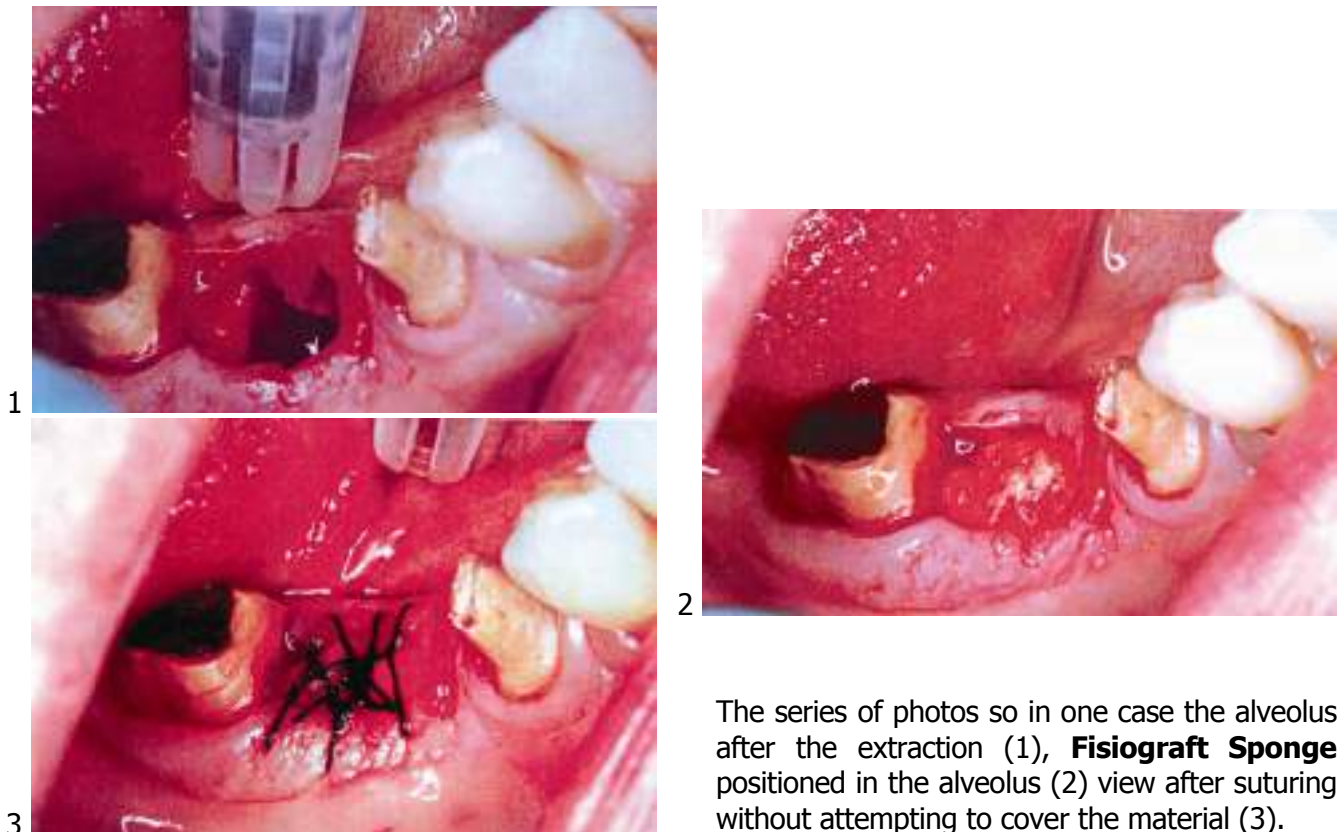 1
2
3
The series of photos so in one case the alveolus
after the extraction (1), Fisiograft Sponge
positioned in the alveolus (2) view after suturing
without attempting to cover the material (3).